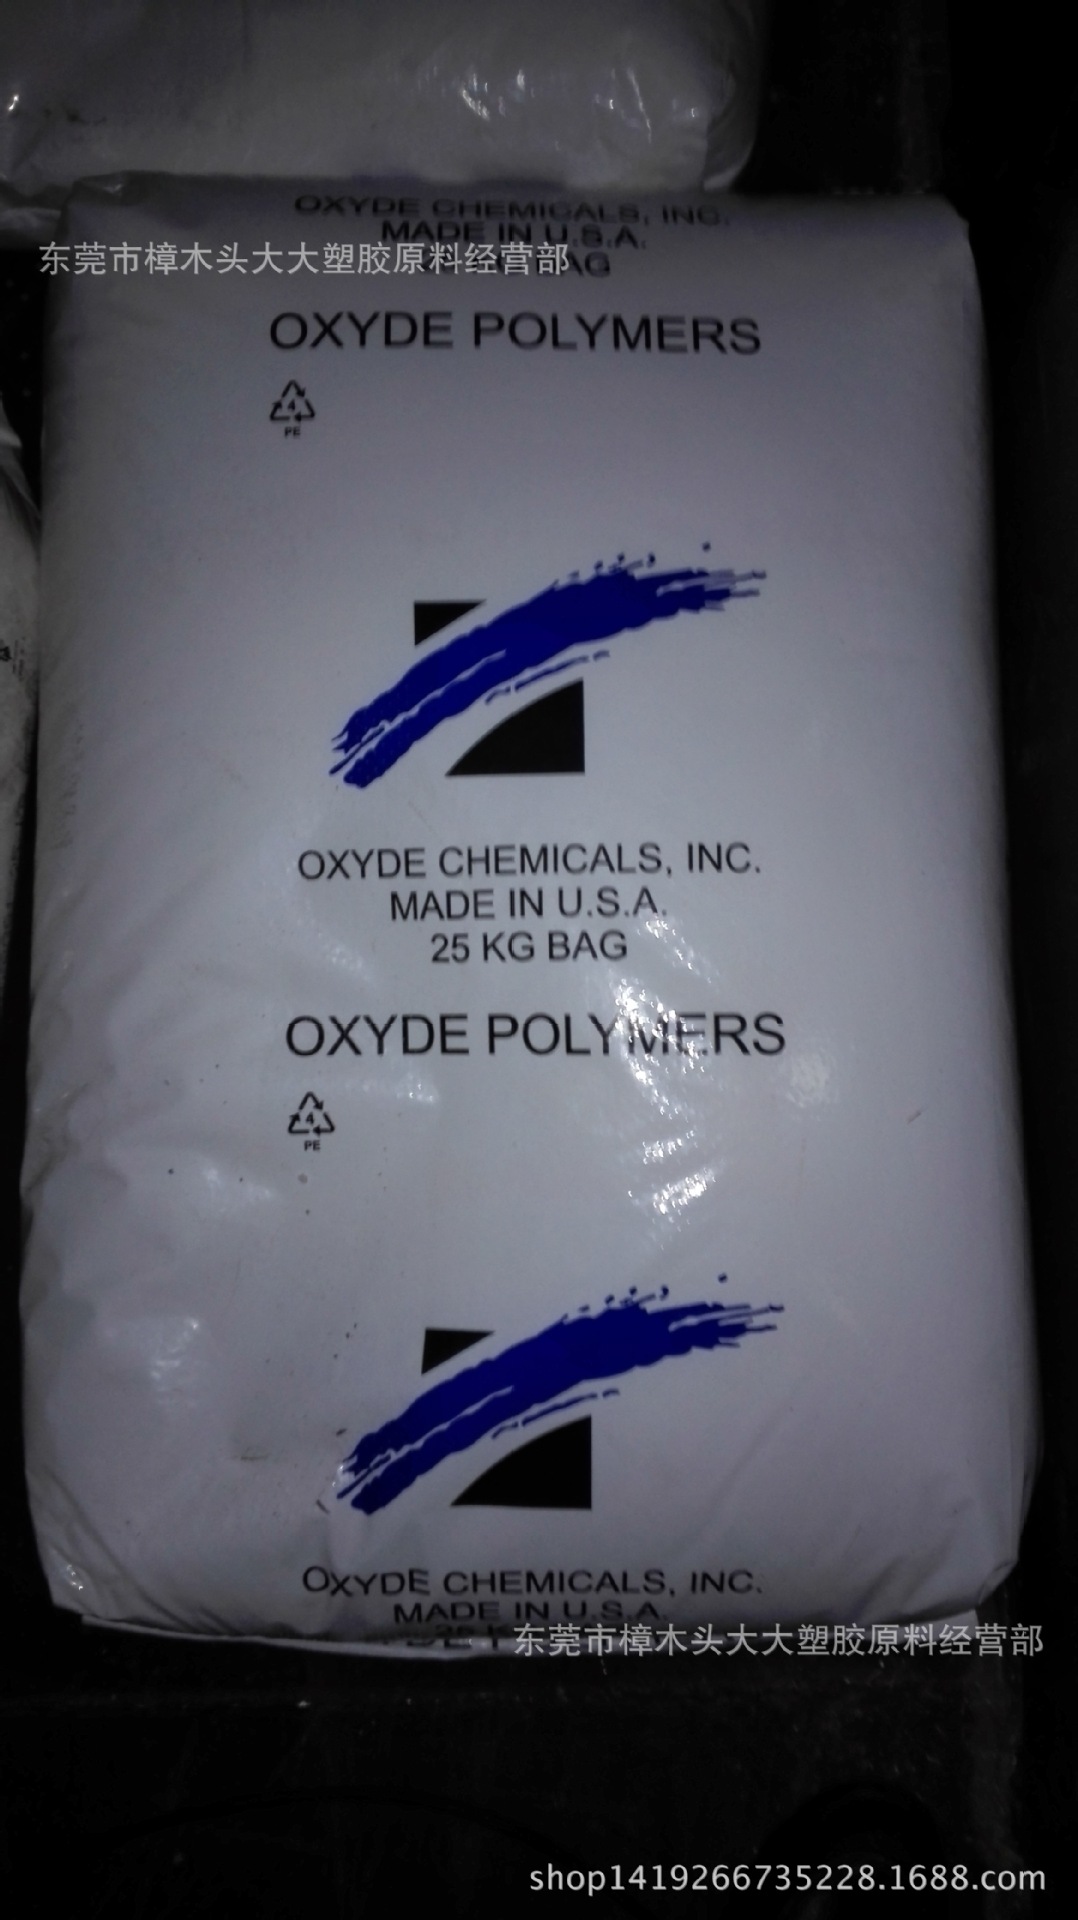 OXYDE CHEMICALS, INC.
MADE IN U.S.A.
BAG
东莞市樟木头大大塑胶原料经营部
OXYDE POLYMERS
4
PE
OXYDE CHEMICALS, INC.
MADE IN U.S.A.
25 KG BAG
OXYDE POLYMERS
4
PE
OXYDE CHEMICALS, INC.
MADE IN U.S.A.
东莞市樟木头大大塑胶原料经营部
shop1419266735228.1688.com